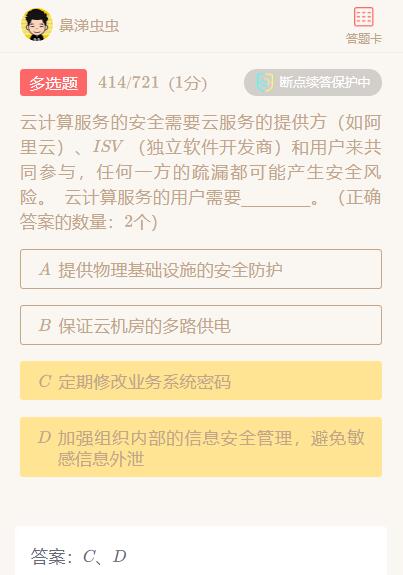 鼻涕虫虫
答题卡
多选题 414/721（1分） 断点续答保护中
云计算服务的安全需要云服务的提供方（如阿
里云）、ISV （独立软件开发商）和用户来共
同参与，任何一方的疏漏都可能产生安全风
险。 云计算服务的用户需要________。（正确
答案的数量：2个）
A 提供物理基础设施的安全防护
B 保证云机房的多路供电
C 定期修改业务系统密码
D 加强组织内部的信息安全管理，避免敏
感信息外泄
答案：C、D